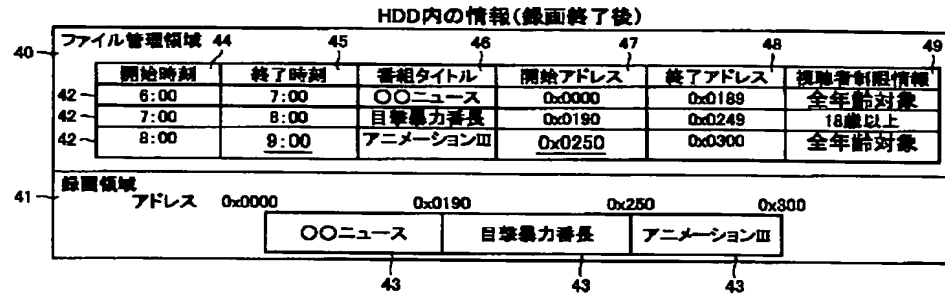 HDD内の情報(録画終了後)
40 ファイル管理領域 44 45 46 47 48 49
開始時刻 終了時刻 番組タイトル 開始アドレス 終了アドレス 視聴者制限情報
42 6:00 7:00 〇〇ニュース 0x0000 0x0189 全年齢対象
42 7:00 8:00 目撃暴力番長 0x0190 0x0249 18歳以上
42 8:00 9:00 アニメーションⅢ 0x0250 0x0300 全年齢対象
41 録画領域
アドレス 0x0000 0x0190 0x250 0x300
〇〇ニュース 目撃暴力番長 アニメーションⅢ
43 43 43